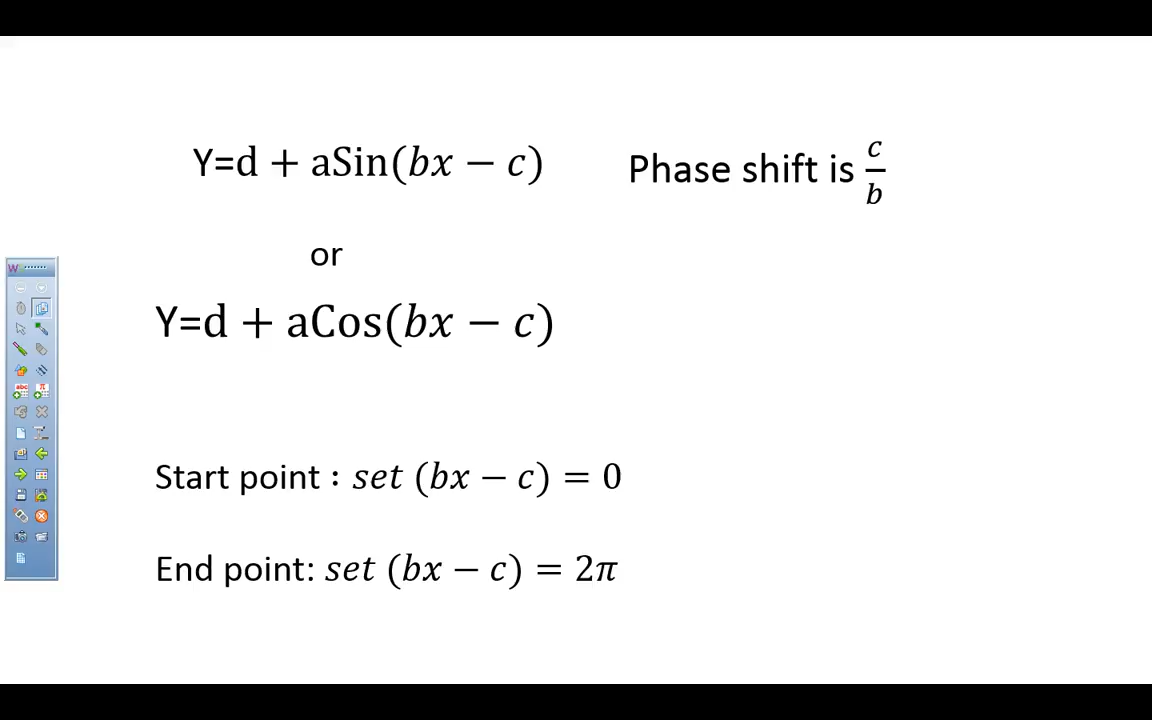 Y=d + aSin(bx − c)
Phase shift is c/b
or
Y=d + aCos(bx − c)
Start point : set (bx − c) = 0
End point: set (bx − c) = 2π